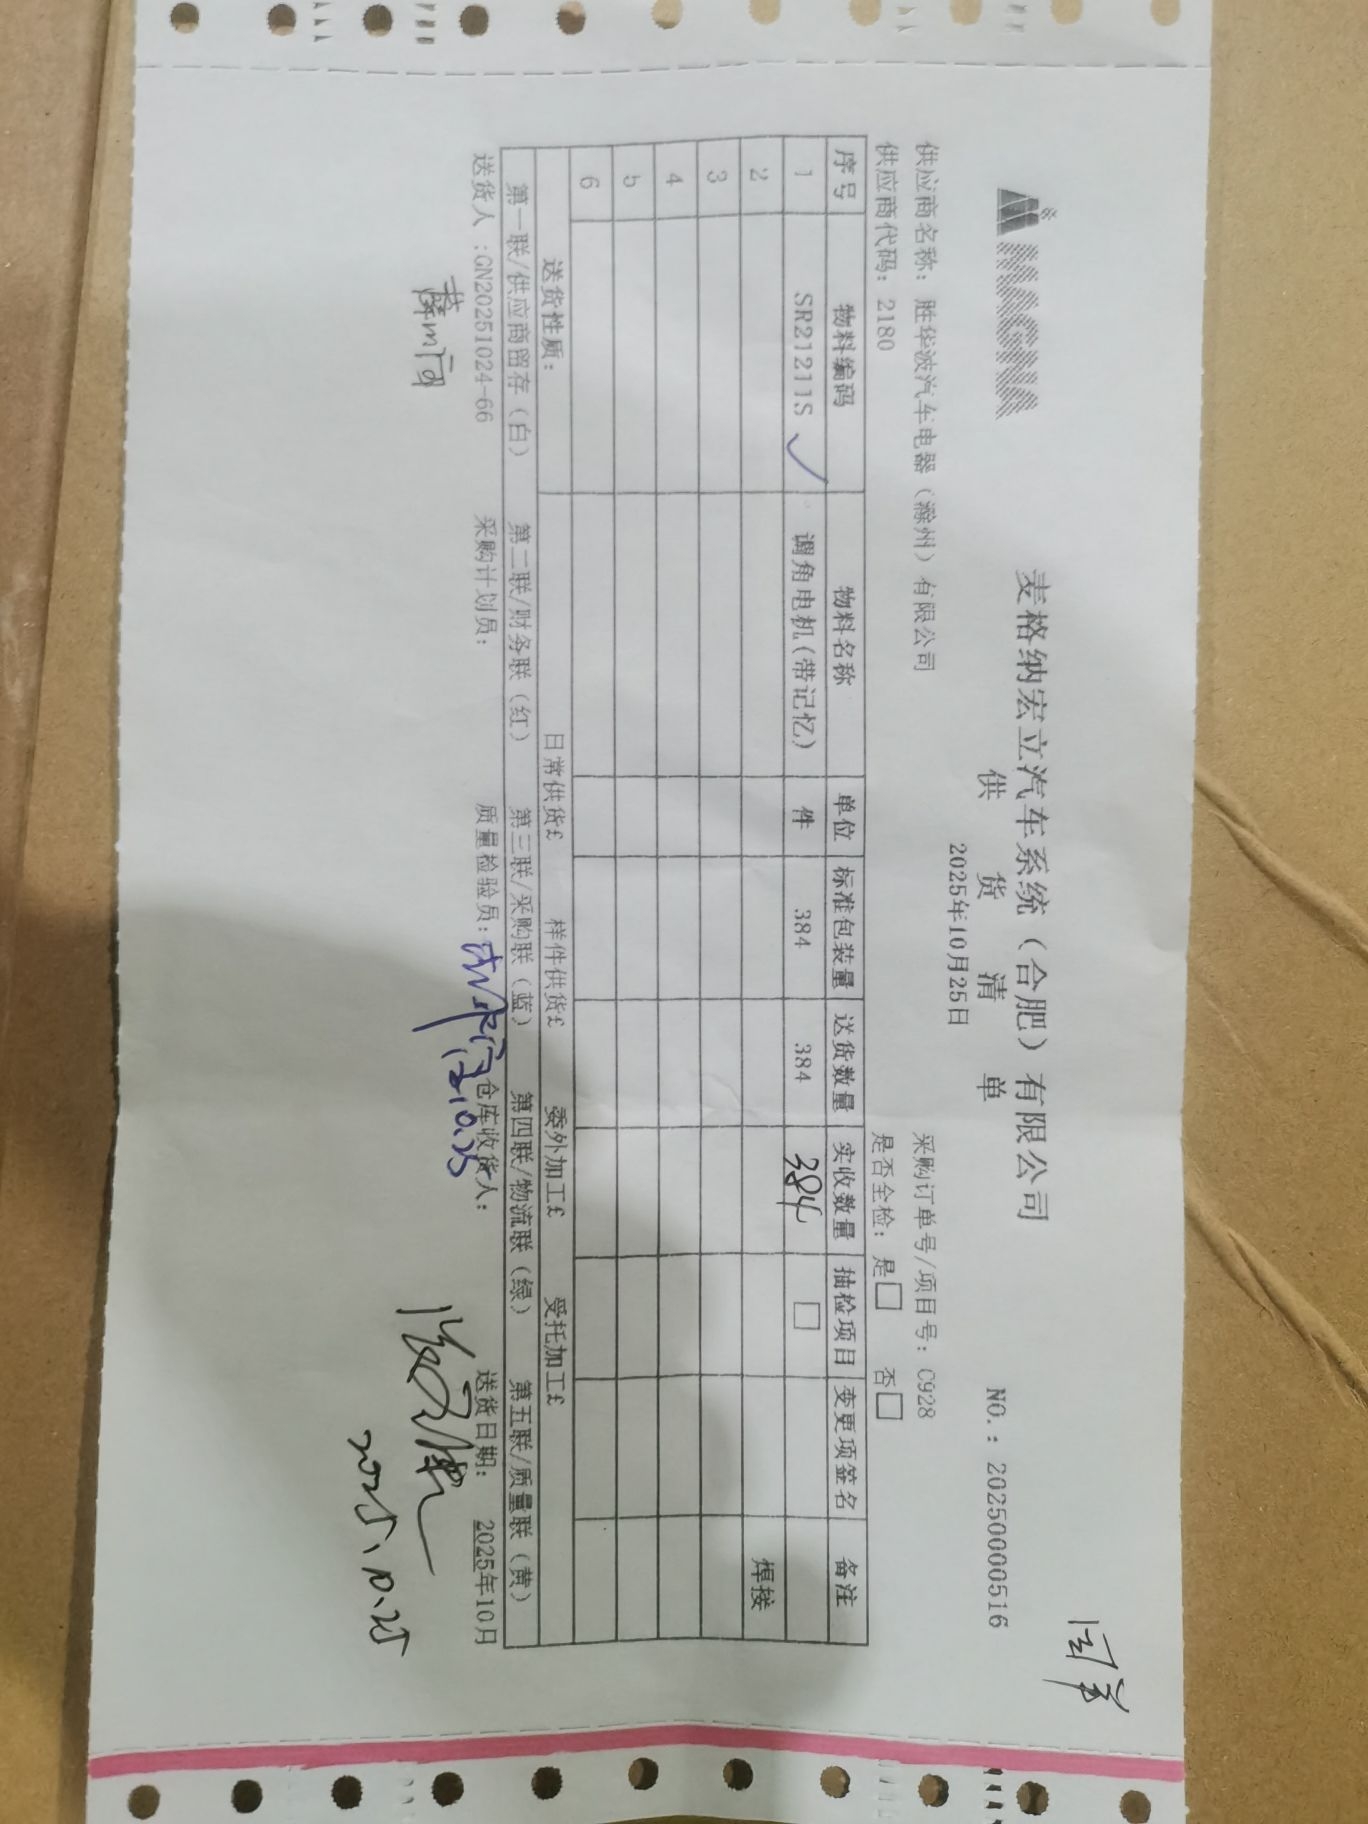 回单
MAGNA
麦格纳宏立汽车系统（合肥）有限公司
供 货 清 单
NO.：20250000516
2025年10月25日
供应商名称：胜华波汽车电器（滁州）有限公司 采购订单号/项目号：C928
供应商代码：2180 是否全检：是□ 否□
序号 物料编码 物料名称 单位 标准包装量 送货数量 实收数量 抽检项目 变更项签名 备注
1 SR21211S ✓ 调角电机(带记忆) 件 384 384 384 □
2 焊接
3
4
5
6
送货性质： 日常供货£ 样件供货£ 委外加工£ 受托加工£
第一联/供应商留存（白） 第二联/财务联（红） 第三联/采购联（蓝） 第四联/物流联（绿） 第五联/质量联（黄）
送货人：GN20251024-66 采购计划员： 质量检验员： 仓库收货人： 送货日期： 2025年10月
2025.10.25